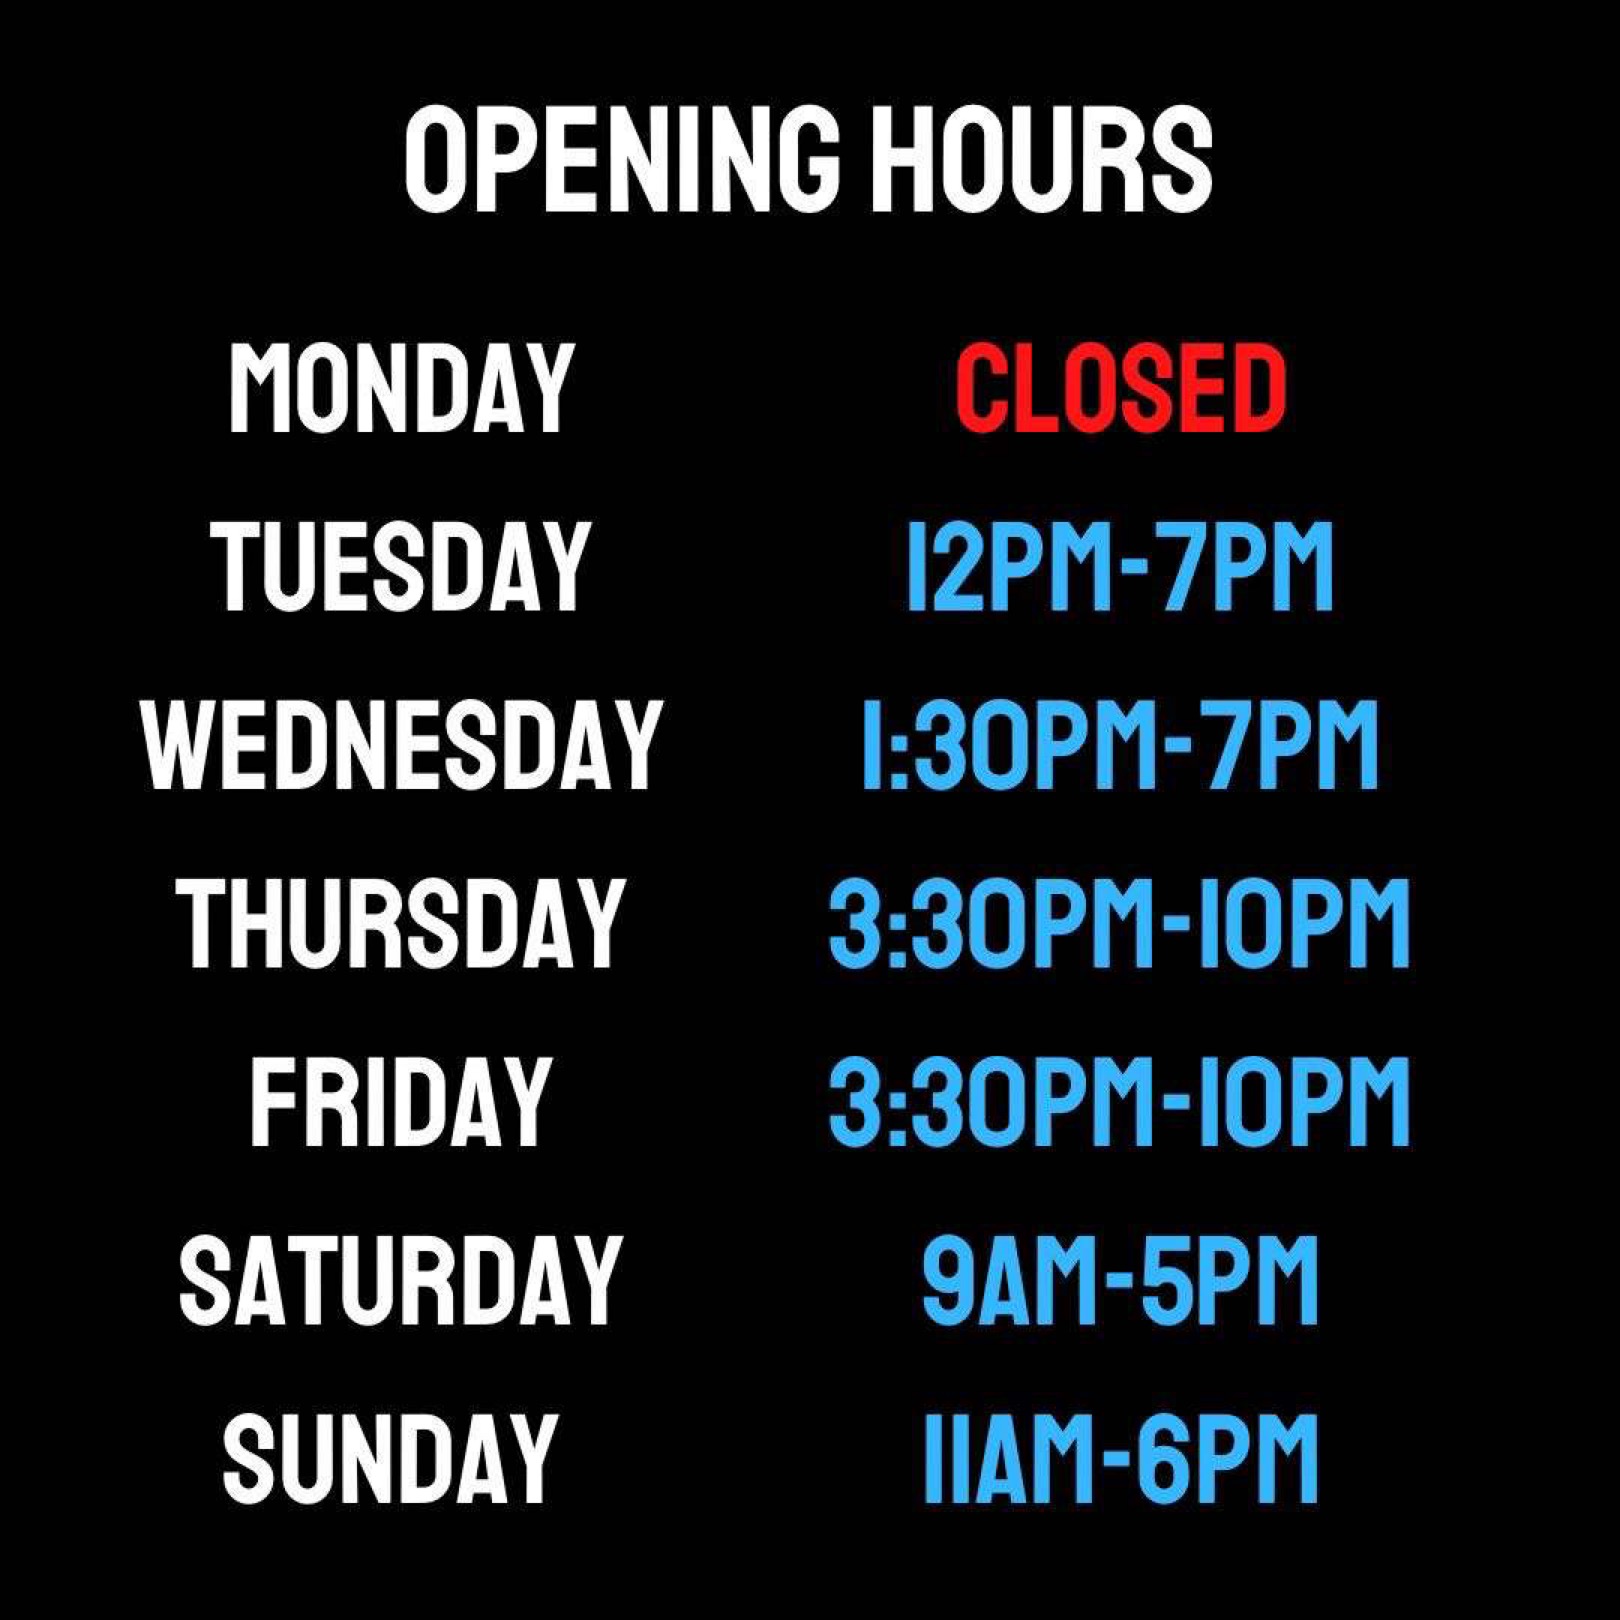 OPENING HOURS
MONDAY CLOSED
TUESDAY 12PM-7PM
WEDNESDAY 1:30PM-7PM
THURSDAY 3:30PM-10PM
FRIDAY 3:30PM-10PM
SATURDAY 9AM-5PM
SUNDAY 11AM-6PM